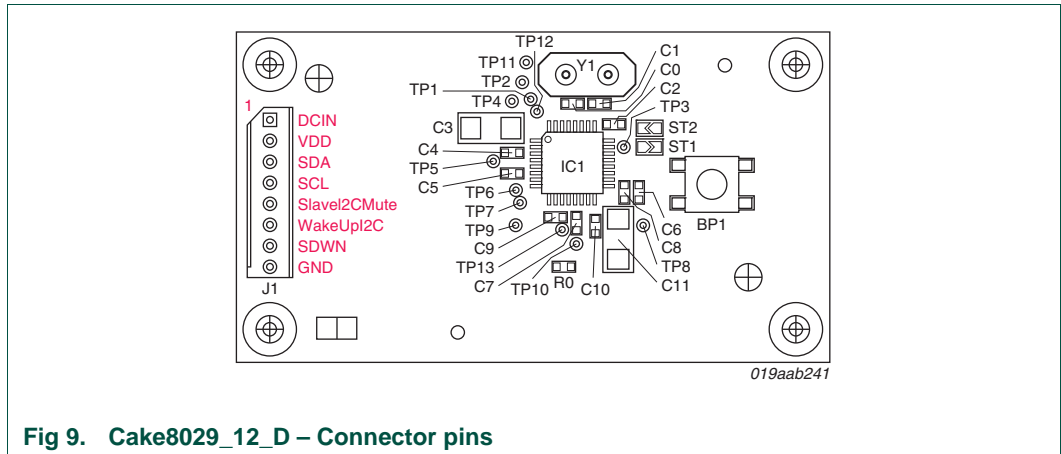 TP12
TP11
TP2
TP1
TP4
Y1
C1
C0
C2
TP3
1
DCIN
VDD
SDA
SCL
SlaveI2CMute
WakeUpI2C
SDWN
GND
J1
C3
C4
TP5
C5
TP6
TP7
TP9
C9
TP13
C7
TP10
R0
C10
IC1
ST2
ST1
BP1
C6
C8
TP8
C11
019aab241
Fig 9. Cake8029_12_D – Connector pins